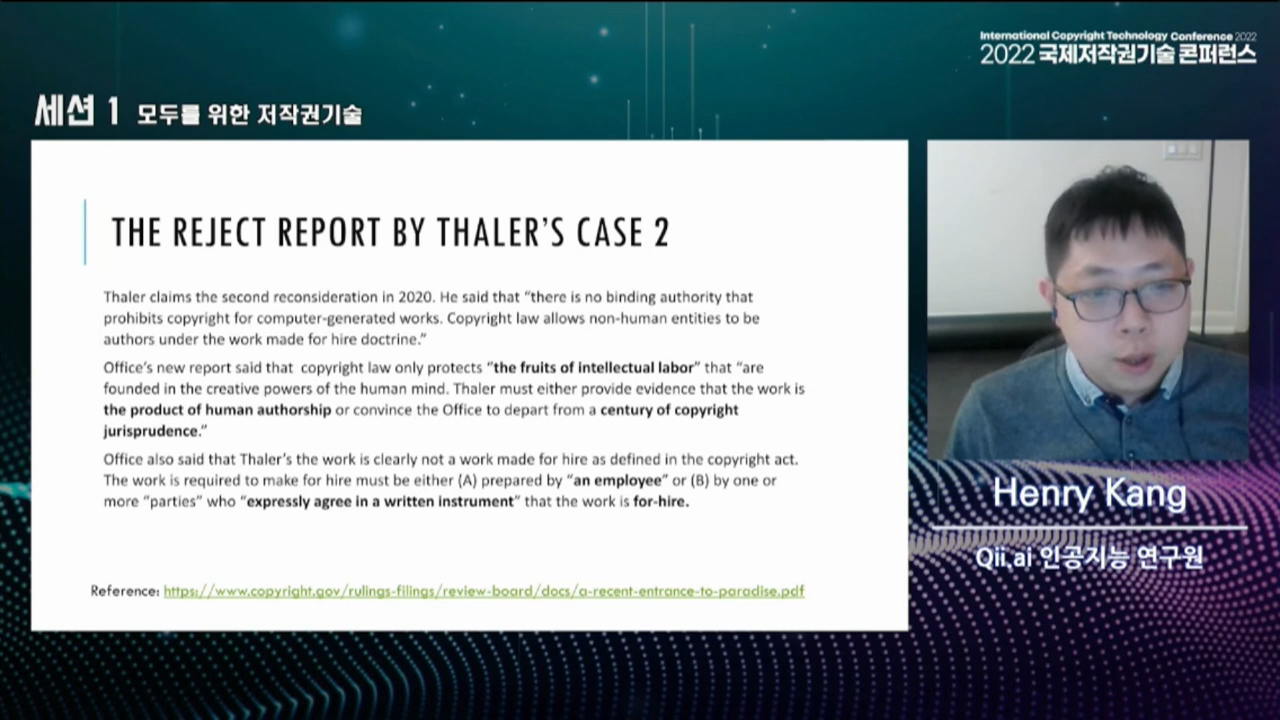 International Copyright Technology Conference 2022
2022 국제저작권기술 콘퍼런스
세션 1 모두를 위한 저작권기술
THE REJECT REPORT BY THALER'S CASE 2
Thaler claims the second reconsideration in 2020. He said that “there is no binding authority that
prohibits copyright for computer-generated works. Copyright law allows non-human entities to be
authors under the work made for hire doctrine.”
Office's new report said that copyright law only protects “the fruits of intellectual labor” that “are
founded in the creative powers of the human mind. Thaler must either provide evidence that the work is
the product of human authorship or convince the Office to depart from a century of copyright
jurisprudence.”
Office also said that Thaler's the work is clearly not a work made for hire as defined in the copyright act.
The work is required to make for hire must be either (A) prepared by “an employee” or (B) by one or
more “parties” who “expressly agree in a written instrument” that the work is for-hire.
Reference: https://www.copyright.gov/rulings-filings/review-board/docs/a-recent-entrance-to-paradise.pdf
Henry Kang
Qii.ai 인공지능 연구원